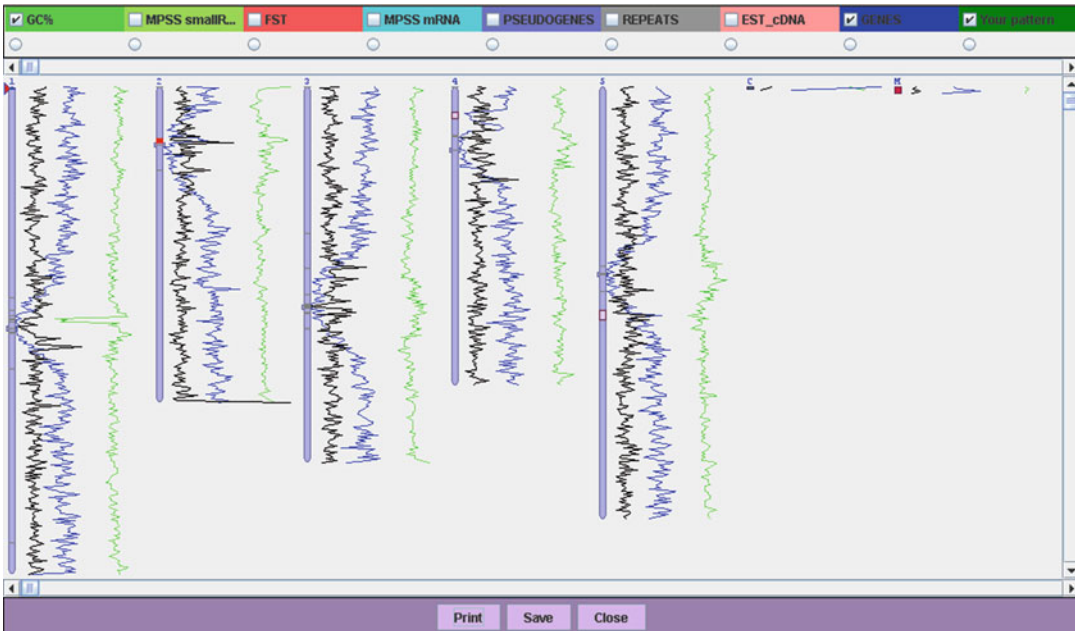 GC% MPSS smallR... FST MPSS mRNA PSEUDOGENES REPEATS EST_cDNA GENES Your pattern
1 2 3 4 5 C M
Print Save Close